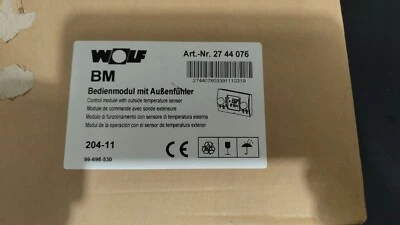 WOLF
Art.-Nr. 27 44 076
BM
Bedienmodul mit Außenfühler
Control module with outside temperature sensor
Module de commande avec sonde extérieure
Modulo di funzionamento con sensore di temperatura esterna
Modul de la operación con el sensor de temperatura exterior
204-11
CE